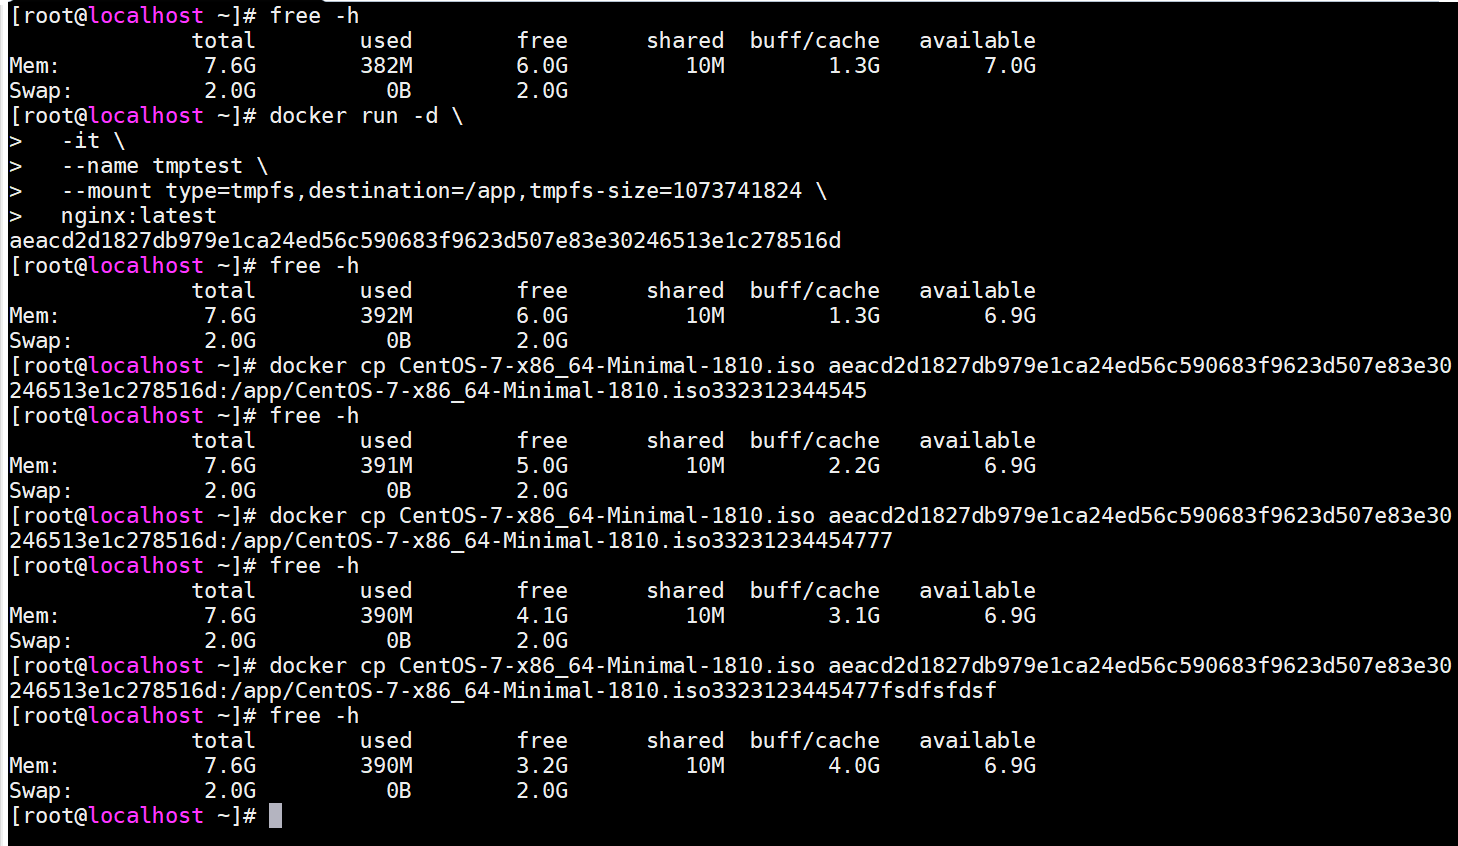 [root@localhost ~]# free -h
              total        used        free      shared  buff/cache   available
Mem:           7.6G        382M        6.0G         10M        1.3G        7.0G
Swap:          2.0G          0B        2.0G
[root@localhost ~]# docker run -d \
>   -it \
>   --name tmptest \
>   --mount type=tmpfs,destination=/app,tmpfs-size=1073741824 \
>   nginx:latest
aeacd2d1827db979e1ca24ed56c590683f9623d507e83e30246513e1c278516d
[root@localhost ~]# free -h
              total        used        free      shared  buff/cache   available
Mem:           7.6G        392M        6.0G         10M        1.3G        6.9G
Swap:          2.0G          0B        2.0G
[root@localhost ~]# docker cp CentOS-7-x86_64-Minimal-1810.iso aeacd2d1827db979e1ca24ed56c590683f9623d507e83e30
246513e1c278516d:/app/CentOS-7-x86_64-Minimal-1810.iso332312344545
[root@localhost ~]# free -h
              total        used        free      shared  buff/cache   available
Mem:           7.6G        391M        5.0G         10M        2.2G        6.9G
Swap:          2.0G          0B        2.0G
[root@localhost ~]# docker cp CentOS-7-x86_64-Minimal-1810.iso aeacd2d1827db979e1ca24ed56c590683f9623d507e83e30
246513e1c278516d:/app/CentOS-7-x86_64-Minimal-1810.iso33231234454777
[root@localhost ~]# free -h
              total        used        free      shared  buff/cache   available
Mem:           7.6G        390M        4.1G         10M        3.1G        6.9G
Swap:          2.0G          0B        2.0G
[root@localhost ~]# docker cp CentOS-7-x86_64-Minimal-1810.iso aeacd2d1827db979e1ca24ed56c590683f9623d507e83e30
246513e1c278516d:/app/CentOS-7-x86_64-Minimal-1810.iso3323123445477fsdfsfdsf
[root@localhost ~]# free -h
              total        used        free      shared  buff/cache   available
Mem:           7.6G        390M        3.2G         10M        4.0G        6.9G
Swap:          2.0G          0B        2.0G
[root@localhost ~]#